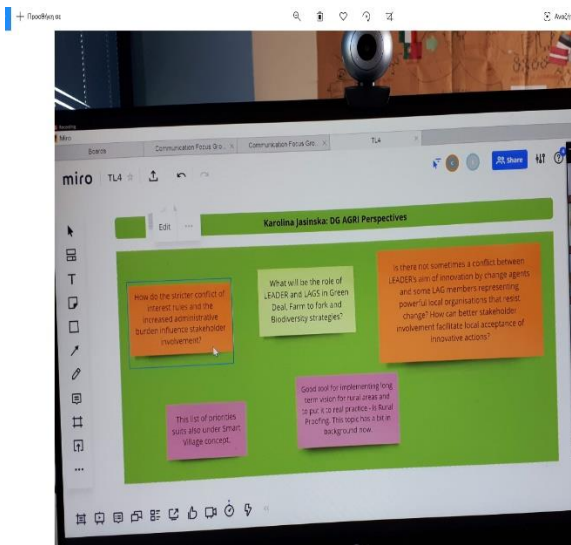 Προσθήκη σε
Miro
Boards
Communication Focus Gro...
Communication Focus Gro...
TL4
miro
TL4
Share
Edit
Karolina Jasinska: DG AGRI Perspectives
How do the stricter conflict of
interest rules and the
increased administrative
burden influence stakeholder
involvement?
What will be the role of
LEADER and LAGS in Green
Deal, Farm to fork and
Biodiversity strategies?
Is there not sometimes a conflict between
LEADER's aim of innovation by change agents
and some LAG members representing
powerful local organisations that resist
change? How can better stakeholder
involvement facilitate local acceptance of
innovative actions?
This list of priorities
suits also under Smart
Village concept.
Good tool for implementing long
term vision for rural areas and
to put it to real practice - is Rural
Proofing. This topic has a bit in
background now.